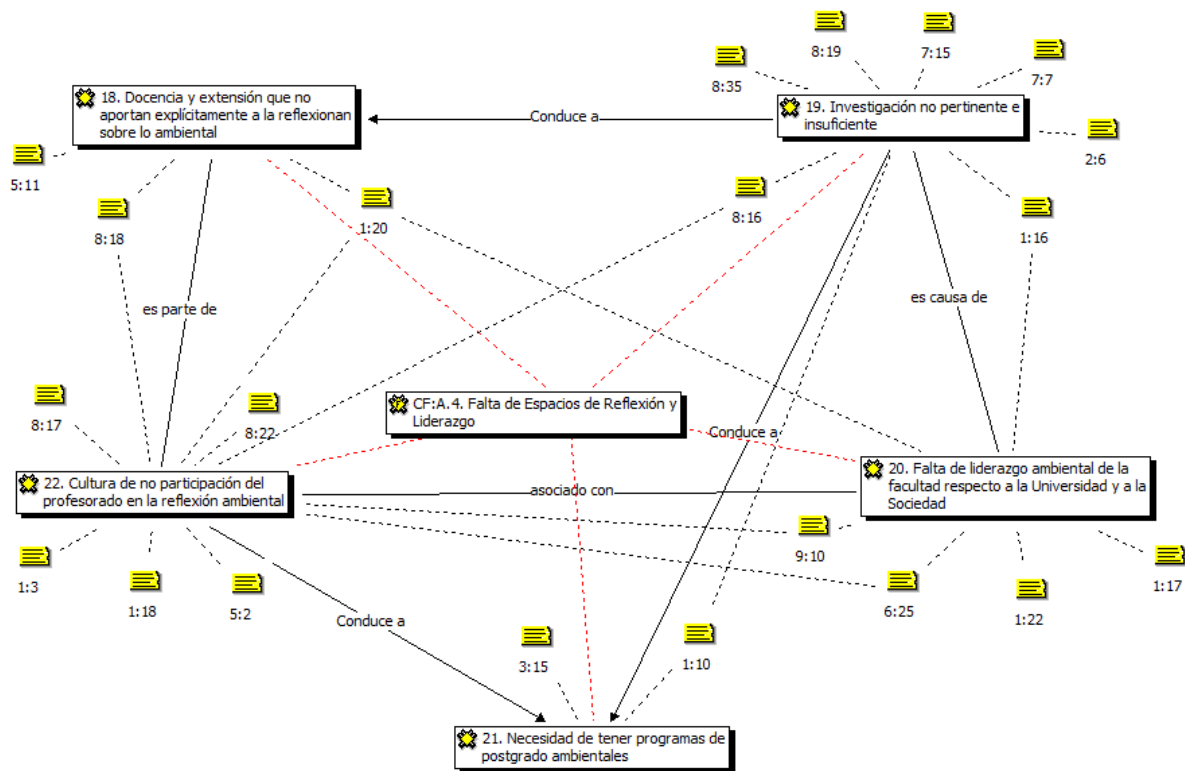 8:19
7:15
8:35
7:7
18. Docencia y extensión que no
aportan explícitamente a la reflexionan
sobre lo ambiental
Conduce a
19. Investigación no pertinente e
insuficiente
5:11
2:6
8:18
1:20
8:16
1:16
es parte de
es causa de
8:17
8:22
CF:A.4. Falta de Espacios de Reflexión y
Liderazgo
Conduce a
22. Cultura de no participación del
profesorado en la reflexión ambiental
asociado con
20. Falta de liderazgo ambiental de la
facultad respecto a la Universidad y a la
Sociedad
9:10
1:3
1:18
5:2
6:25
1:22
1:17
Conduce a
3:15
1:10
21. Necesidad de tener programas de
postgrado ambientales